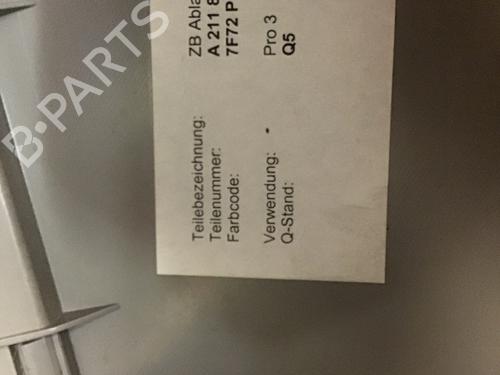 Teilebezeichnung: ZB Abla
Teilenummer: A 211 8
Farbcode: 7F72 P
Verwendung: - Pro 3
Q-Stand: Q5
B-PARTS